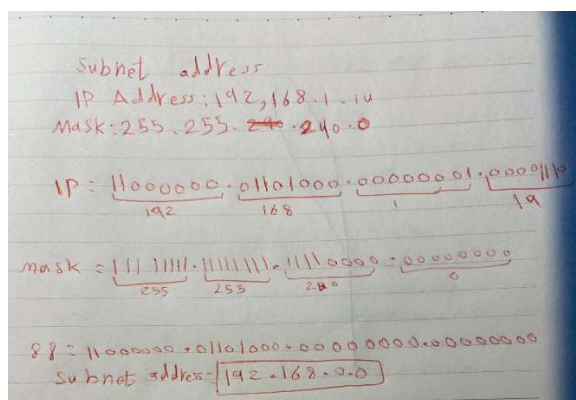 Subnet address
IP Address: 192,168.1.14
Mask: 255.255.240.0
IP = 11000000.01101000.00000001.00001110
192 168 1 14
mask = 11111111.11111111.11110000.00000000
255 255 240 0
88 = 11000000.01101000.00000000.00000000
subnet address = 192.168.0.0